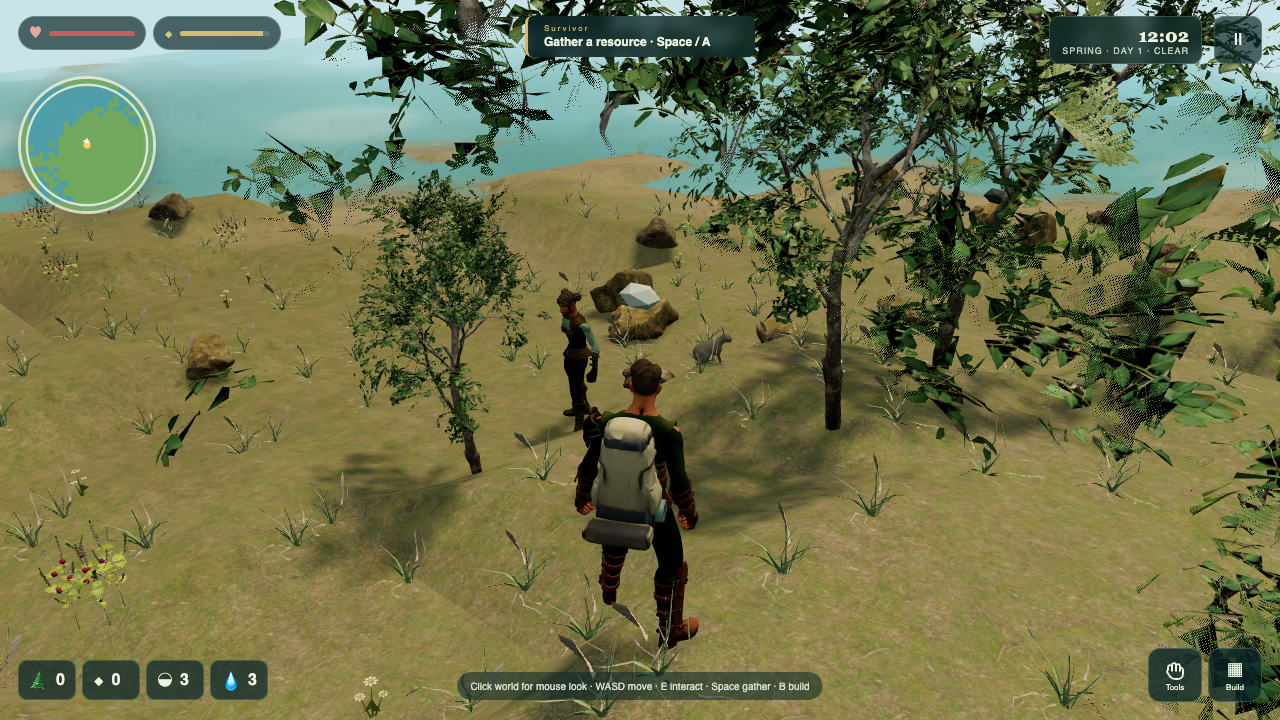 Survivor
Gather a resource · Space / A
12:02
SPRING · DAY 1 · CLEAR
0
0
3
3
Click world for mouse look · WASD move · E interact · Space gather · B build
Tools
Build